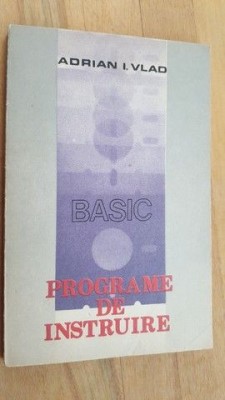 ADRIAN I. VLAD
BASIC
PROGRAME
DE
INSTRUIRE